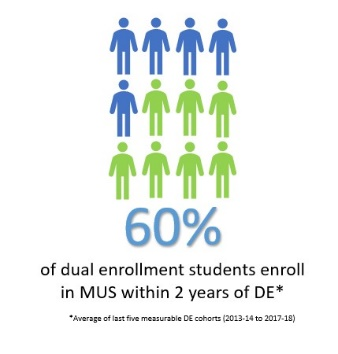 60%
of dual enrollment students enroll
in MUS within 2 years of DE*
*Average of last five measurable DE cohorts (2013-14 to 2017-18)